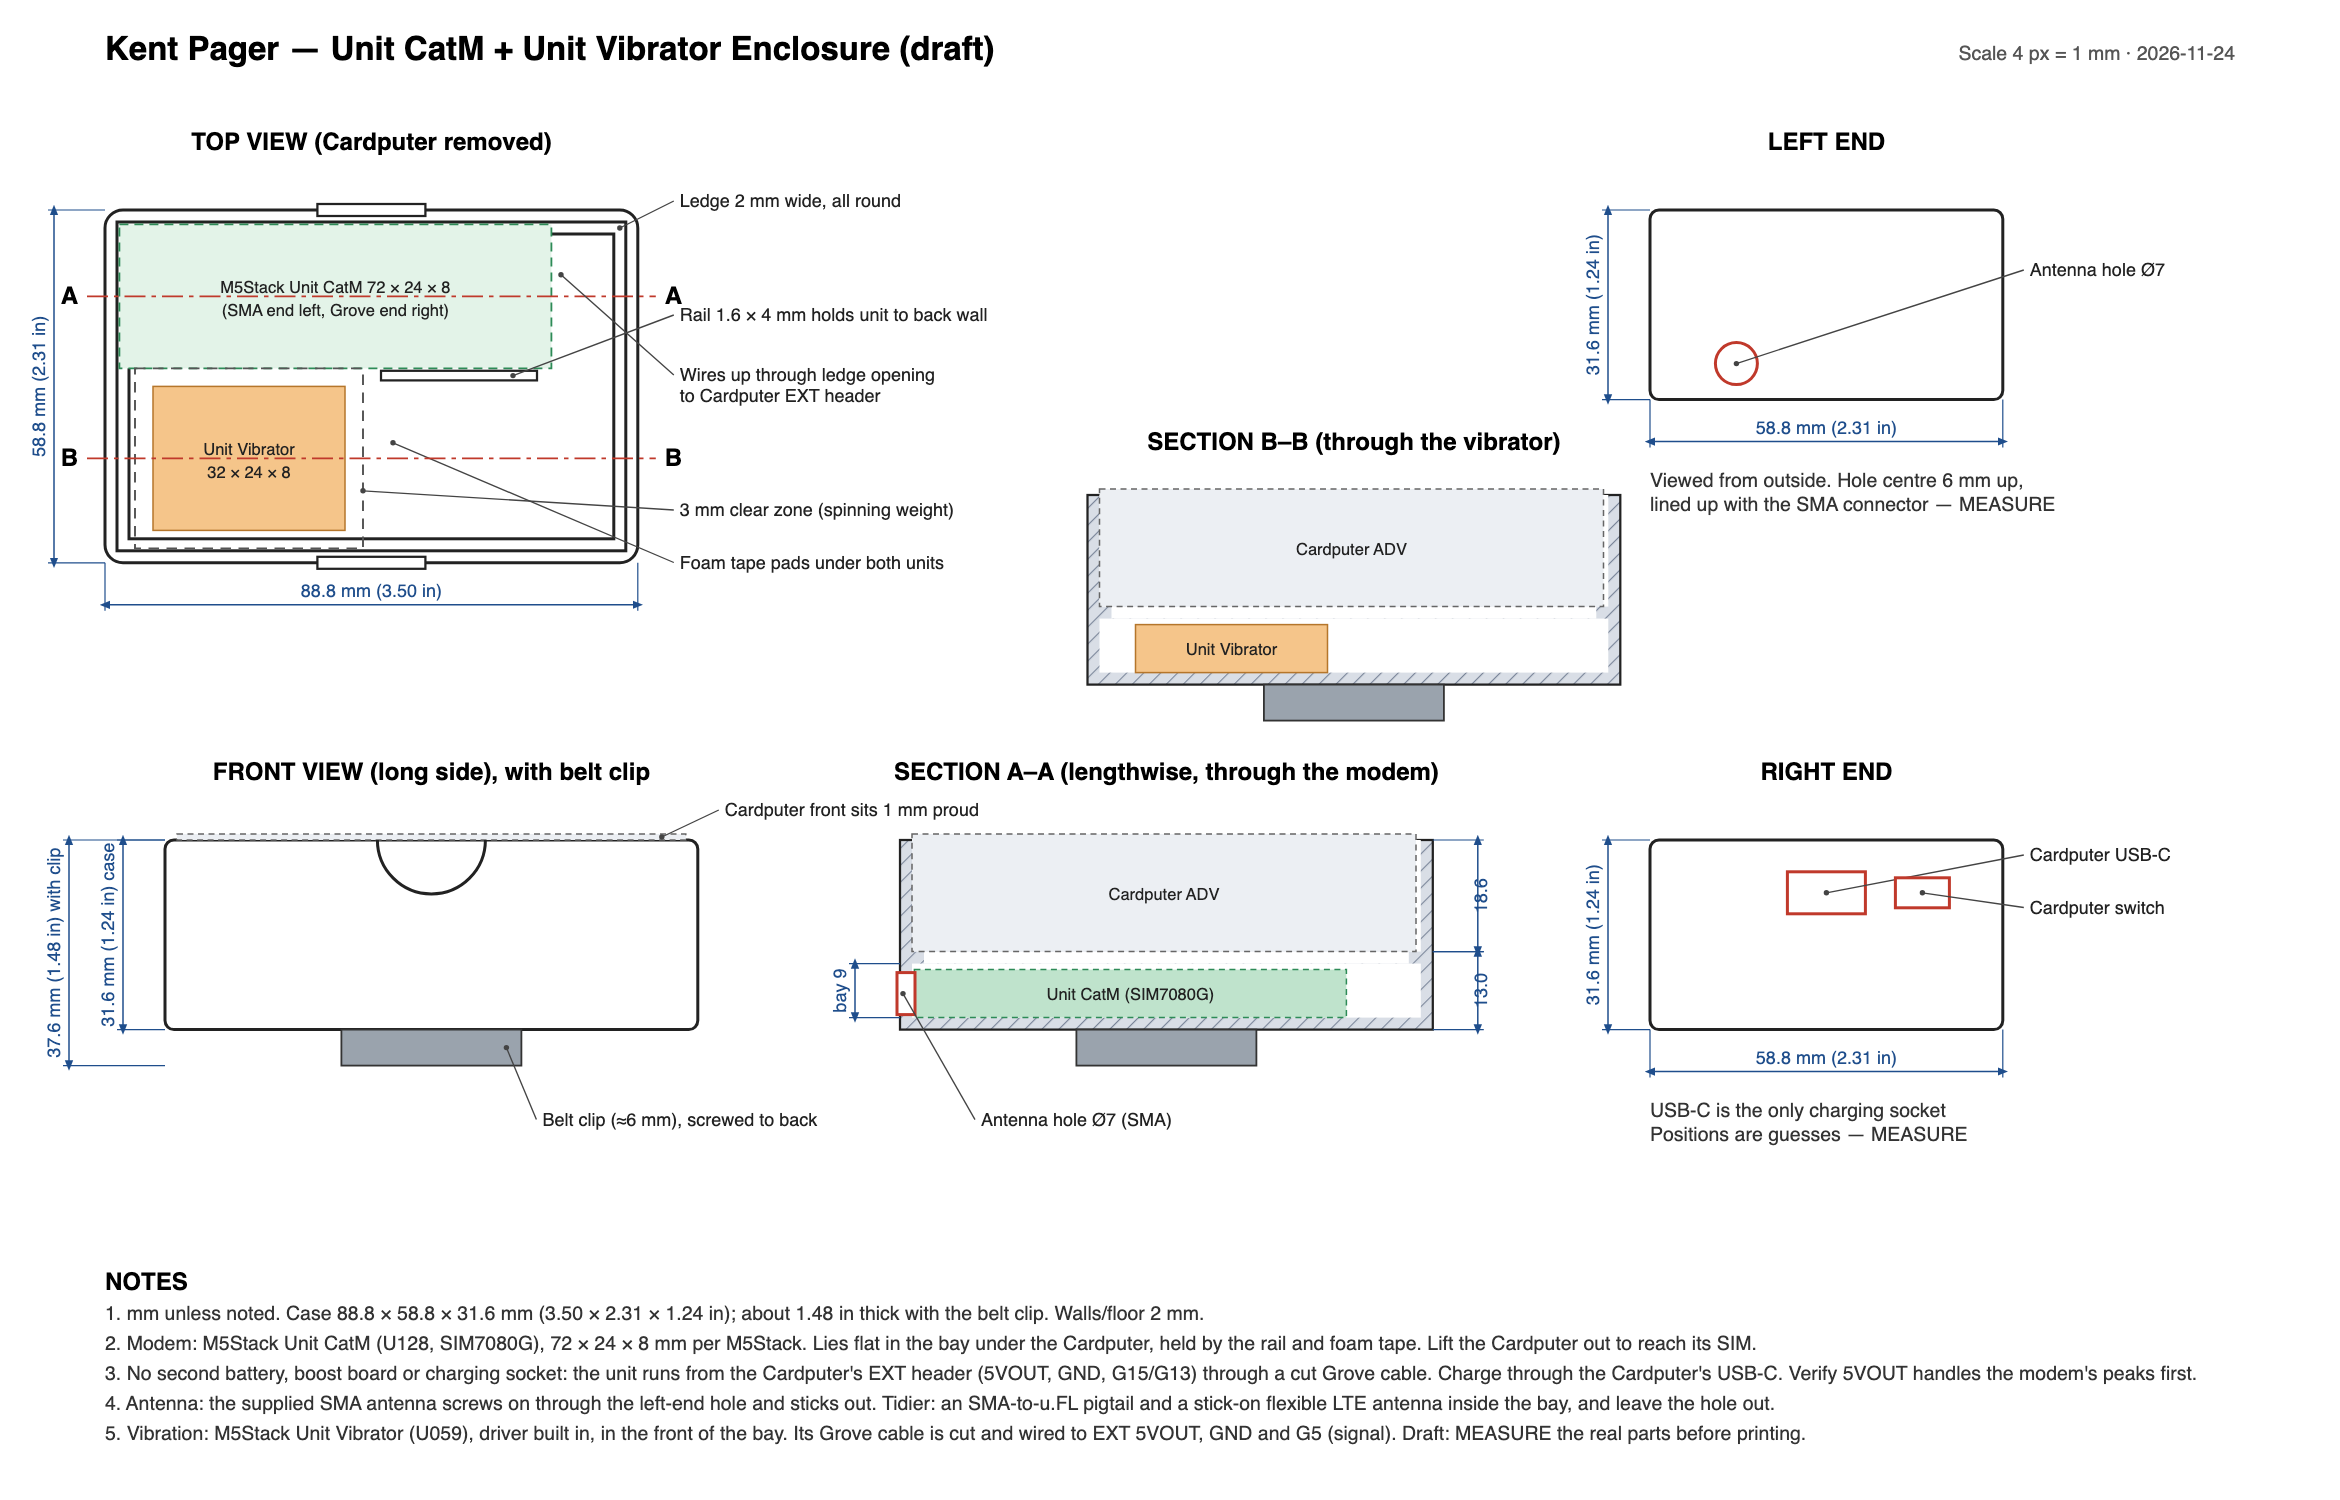 Kent Pager — Unit CatM + Unit Vibrator Enclosure (draft)
Scale 4 px = 1 mm · 2026-11-24
TOP VIEW (Cardputer removed)
Ledge 2 mm wide, all round
M5Stack Unit CatM 72 × 24 × 8
(SMA end left, Grove end right)
A
A
Rail 1.6 × 4 mm holds unit to back wall
Wires up through ledge opening
to Cardputer EXT header
Unit Vibrator
32 × 24 × 8
B
B
3 mm clear zone (spinning weight)
Foam tape pads under both units
58.8 mm (2.31 in)
88.8 mm (3.50 in)
LEFT END
31.6 mm (1.24 in)
Antenna hole Ø7
58.8 mm (2.31 in)
Viewed from outside. Hole centre 6 mm up,
lined up with the SMA connector — MEASURE
SECTION B–B (through the vibrator)
Cardputer ADV
Unit Vibrator
FRONT VIEW (long side), with belt clip
Cardputer front sits 1 mm proud
37.6 mm (1.48 in) with clip
31.6 mm (1.24 in) case
Belt clip (≈6 mm), screwed to back
SECTION A–A (lengthwise, through the modem)
Cardputer ADV
18.6
bay 9
Unit CatM (SIM7080G)
13.0
Antenna hole Ø7 (SMA)
RIGHT END
31.6 mm (1.24 in)
Cardputer USB-C
Cardputer switch
58.8 mm (2.31 in)
USB-C is the only charging socket
Positions are guesses — MEASURE
NOTES
1. mm unless noted. Case 88.8 × 58.8 × 31.6 mm (3.50 × 2.31 × 1.24 in); about 1.48 in thick with the belt clip. Walls/floor 2 mm.
2. Modem: M5Stack Unit CatM (U128, SIM7080G), 72 × 24 × 8 mm per M5Stack. Lies flat in the bay under the Cardputer, held by the rail and foam tape. Lift the Cardputer out to reach its SIM.
3. No second battery, boost board or charging socket: the unit runs from the Cardputer's EXT header (5VOUT, GND, G15/G13) through a cut Grove cable. Charge through the Cardputer's USB-C. Verify 5VOUT handles the modem's peaks first.
4. Antenna: the supplied SMA antenna screws on through the left-end hole and sticks out. Tidier: an SMA-to-u.FL pigtail and a stick-on flexible LTE antenna inside the bay, and leave the hole out.
5. Vibration: M5Stack Unit Vibrator (U059), driver built in, in the front of the bay. Its Grove cable is cut and wired to EXT 5VOUT, GND and G5 (signal). Draft: MEASURE the real parts before printing.